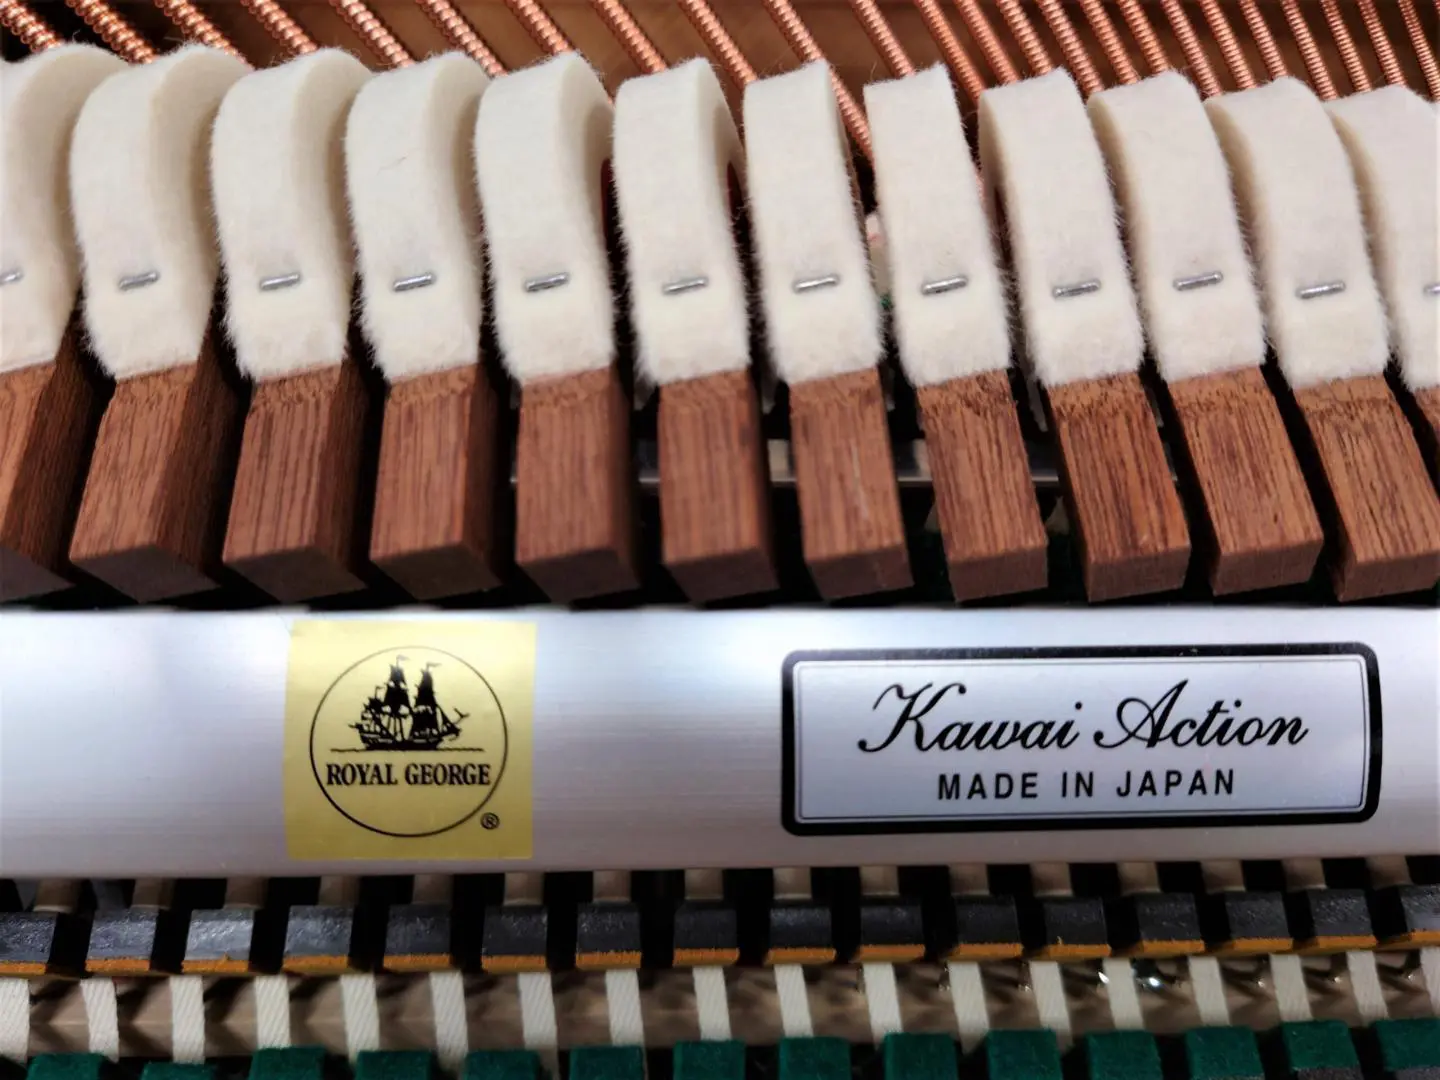 ROYAL GEORGE
®
Kawai Action
MADE IN JAPAN